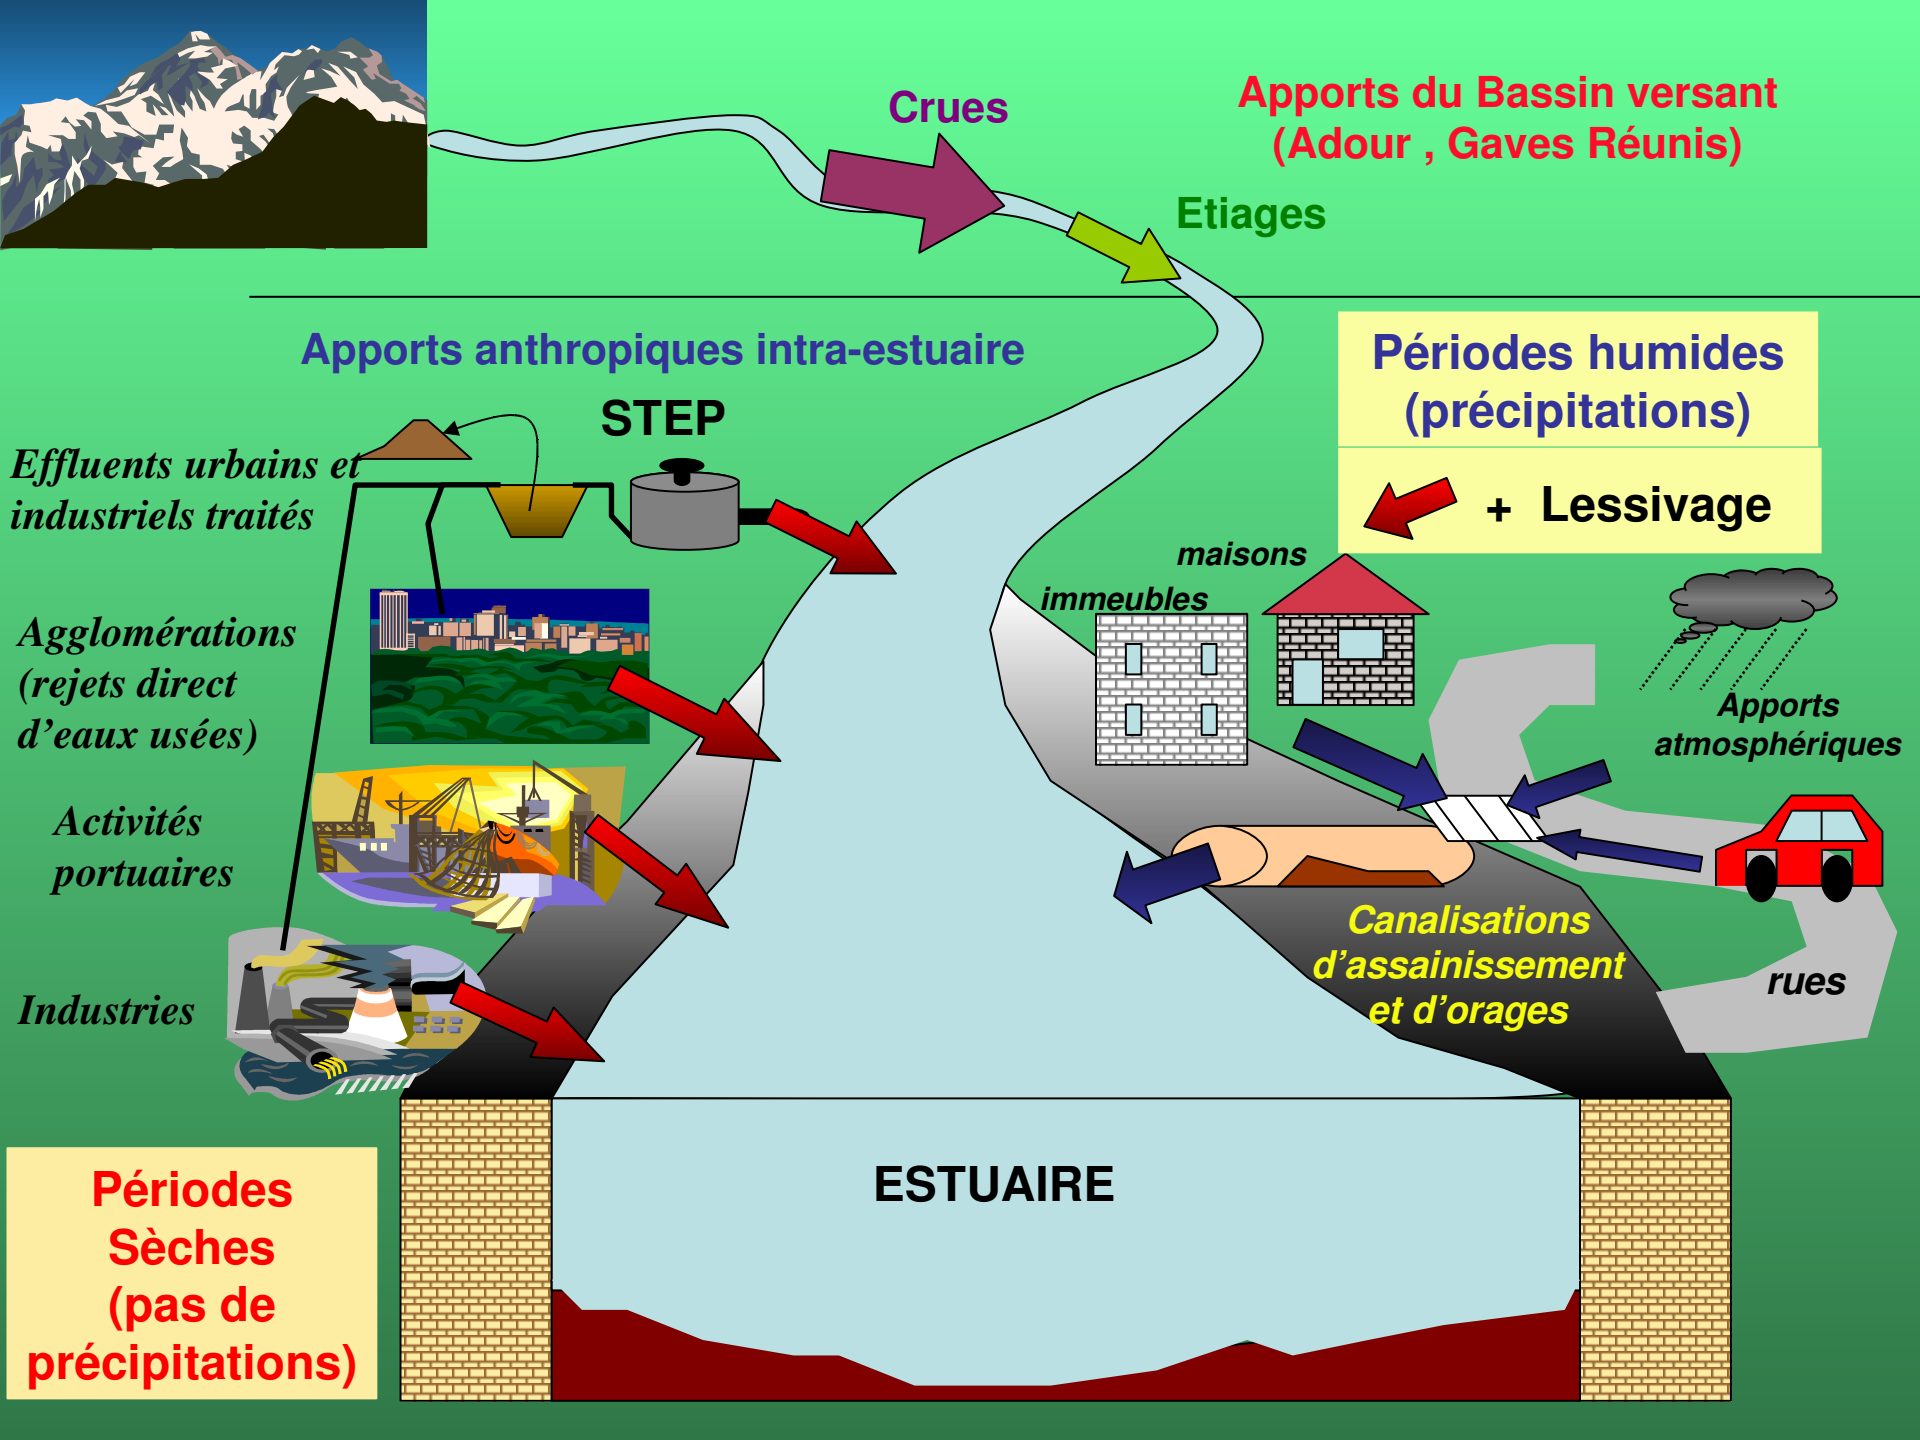 Crues
Apports du Bassin versant
(Adour , Gaves Réunis)
Etiages
Apports anthropiques intra-estuaire
Périodes humides
(précipitations)
STEP
Effluents urbains et
industriels traités
+ Lessivage
maisons
immeubles
Agglomérations
(rejets direct
d’eaux usées)
Apports
atmosphériques
Activités
portuaires
Canalisations
d’assainissement
et d’orages
rues
Industries
ESTUAIRE
Périodes
Sèches
(pas de
précipitations)